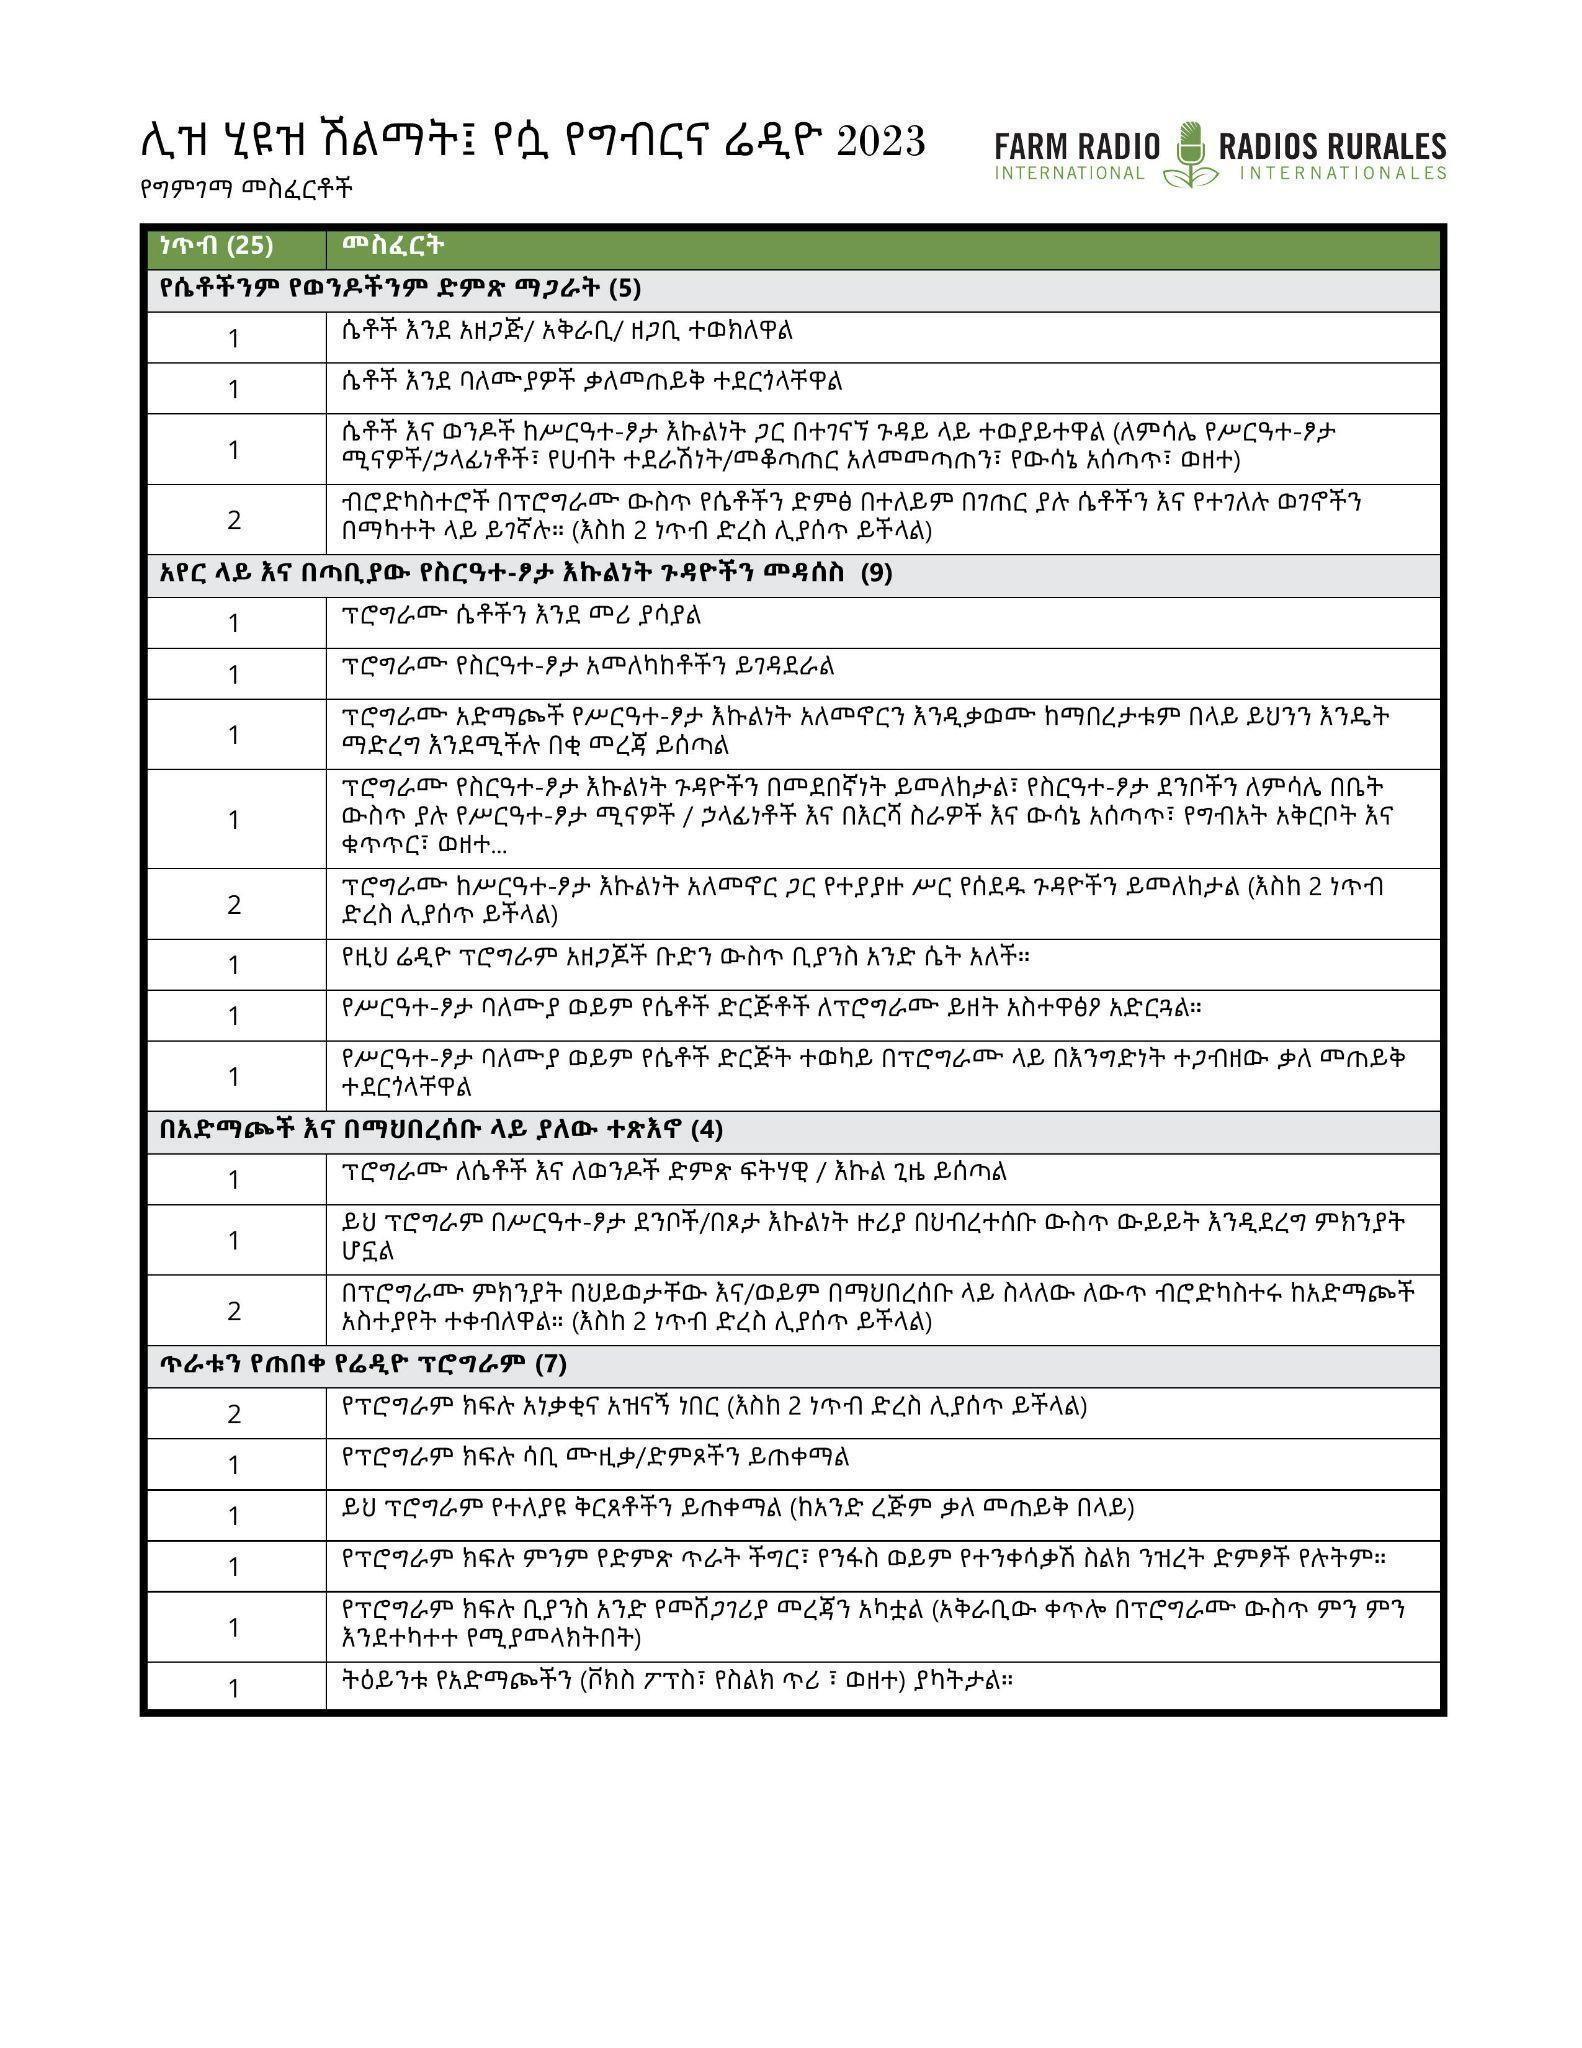 ሊዝ ሂዩዝ ሽልማት፤ የሷ የግብርና ሬዲዮ 2023
የግምገማ መስፈርቶች
FARM RADIO RADIOS RURALES
INTERNATIONAL INTERNATIONALES
ነጥብ (25) መስፈርት
የሴቶችንም የወንዶችንም ድምጽ ማጋራት (5)
1 ሴቶች እንደ አዘጋጅ/ አቅራቢ/ ዘጋቢ ተወክለዋል
1 ሴቶች እንደ ባለሙያዎች ቃለመጠይቅ ተደርጎላቸዋል
1 ሴቶች እና ወንዶች ከሥርዓተ-ፆታ እኩልነት ጋር በተገናኘ ጉዳይ ላይ ተወያይተዋል (ለምሳሌ የሥርዓተ-ፆታ
ሚናዎች/ኃላፊነቶች፣ የሀብት ተደራሽነት/መቆጣጠር አለመመጣጠን፣ የውሳኔ አሰጣጥ፣ ወዘተ)
2 ብሮድካስተሮች በፕሮግራሙ ውስጥ የሴቶችን ድምፅ በተለይም በገጠር ያሉ ሴቶችን እና የተገለሉ ወገኖችን
በማካተት ላይ ይገኛሉ። (እስከ 2 ነጥብ ድረስ ሊያሰጥ ይችላል)
አየር ላይ እና በጣቢያው የስርዓተ-ፆታ እኩልነት ጉዳዮችን መዳሰስ (9)
1 ፕሮግራሙ ሴቶችን እንደ መሪ ያሳያል
1 ፕሮግራሙ የስርዓተ-ፆታ አመለካከቶችን ይገዳደራል
1 ፕሮግራሙ አድማጮች የሥርዓተ-ፆታ እኩልነት አለመኖርን እንዲቃወሙ ከማበረታቱም በላይ ይህንን እንዴት
ማድረግ እንደሚችሉ በቂ መረጃ ይሰጣል
1 ፕሮግራሙ የስርዓተ-ፆታ እኩልነት ጉዳዮችን በመደበኛነት ይመለከታል፣ የስርዓተ-ፆታ ደንቦችን ለምሳሌ በቤት
ውስጥ ያሉ የሥርዓተ-ፆታ ሚናዎች / ኃላፊነቶች እና በእርሻ ስራዎች እና ውሳኔ አሰጣጥ፣ የግብአት አቅርቦት እና
ቁጥጥር፣ ወዘተ...
2 ፕሮግራሙ ከሥርዓተ-ፆታ እኩልነት አለመኖር ጋር የተያያዙ ሥር የሰደዱ ጉዳዮችን ይመለከታል (እስከ 2 ነጥብ
ድረስ ሊያሰጥ ይችላል)
1 የዚህ ሬዲዮ ፕሮግራም አዘጋጆች ቡድን ውስጥ ቢያንስ አንድ ሴት አለች።
1 የሥርዓተ-ፆታ ባለሙያ ወይም የሴቶች ድርጅቶች ለፕሮግራሙ ይዘት አስተዋፅዖ አድርጓል።
1 የሥርዓተ-ፆታ ባለሙያ ወይም የሴቶች ድርጅት ተወካይ በፕሮግራሙ ላይ በእንግድነት ተጋብዘው ቃለ መጠይቅ
ተደርጎላቸዋል
በአድማጮች እና በማህበረሰቡ ላይ ያለው ተጽእኖ (4)
1 ፕሮግራሙ ለሴቶች እና ለወንዶች ድምጽ ፍትሃዊ / እኩል ጊዜ ይሰጣል
1 ይህ ፕሮግራም በሥርዓተ-ፆታ ደንቦች/በጾታ እኩልነት ዙሪያ በህብረተሰቡ ውስጥ ውይይት እንዲደረግ ምክንያት
ሆኗል
2 በፕሮግራሙ ምክንያት በህይወታቸው እና/ወይም በማህበረሰቡ ላይ ስላለው ለውጥ ብሮድካስተሩ ከአድማጮች
አስተያየት ተቀብለዋል። (እስከ 2 ነጥብ ድረስ ሊያሰጥ ይችላል)
ጥራቱን የጠበቀ የሬዲዮ ፕሮግራም (7)
2 የፕሮግራም ክፍሉ አነቃቂና አዝናኝ ነበር (እስከ 2 ነጥብ ድረስ ሊያሰጥ ይችላል)
1 የፕሮግራም ክፍሉ ሳቢ ሙዚቃ/ድምጾችን ይጠቀማል
1 ይህ ፕሮግራም የተለያዩ ቅርጸቶችን ይጠቀማል (ከአንድ ረጅም ቃለ መጠይቅ በላይ)
1 የፕሮግራም ክፍሉ ምንም የድምጽ ጥራት ችግር፣ የንፋስ ወይም የተንቀሳቃሽ ስልክ ንዝረት ድምፆች የሉትም።
1 የፕሮግራም ክፍሉ ቢያንስ አንድ የመሸጋገሪያ መረጃን አካቷል (አቅራቢው ቀጥሎ በፕሮግራሙ ውስጥ ምን ምን
እንደተካተተ የሚያመላክትበት)
1 ትዕይንቱ የአድማጮችን (ቮክስ ፖፕስ፣ የስልክ ጥሪ ፣ ወዘተ) ያካትታል።